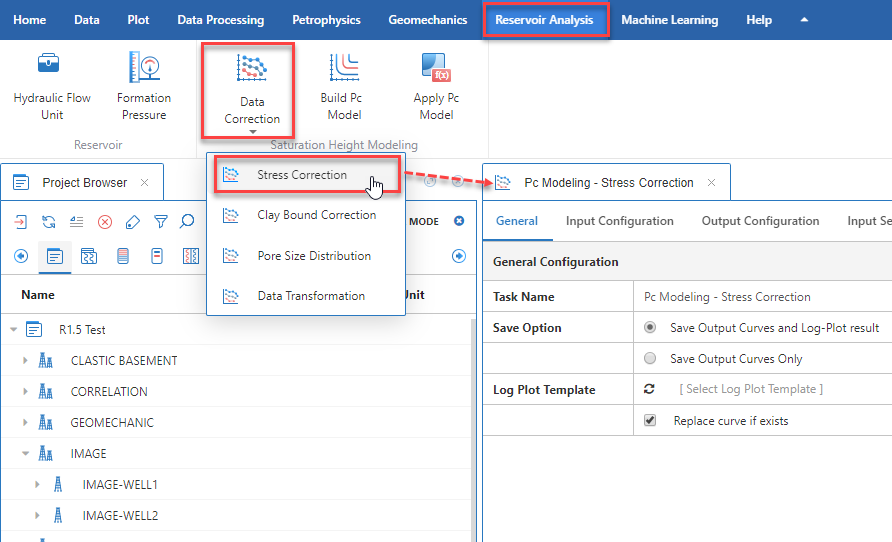 Home Data Plot Data Processing Petrophysics Geomechanics Reservoir Analysis Machine Learning Help
Hydraulic Flow Unit
Formation Pressure
Data Correction
Build Pc Model
Apply Pc Model
f(x)
Reservoir
Saturation Height Modeling
Stress Correction
Clay Bound Correction
Pore Size Distribution
Data Transformation
Project Browser
MODE
Name
R1.5 Test
CLASTIC BASEMENT
CORRELATION
GEOMECHANIC
IMAGE
IMAGE-WELL1
IMAGE-WELL2
Pc Modeling - Stress Correction
General Input Configuration Output Configuration Input Se
General Configuration
Task Name Pc Modeling - Stress Correction
Save Option Save Output Curves and Log-Plot result
Save Output Curves Only
Log Plot Template [ Select Log Plot Template ]
Replace curve if exists